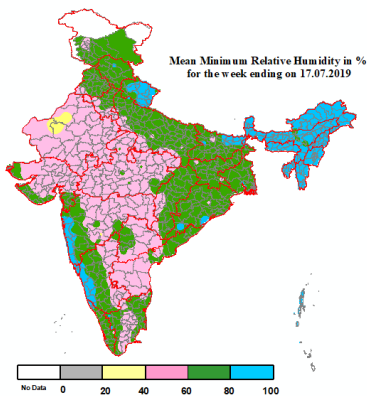 Mean Minimum Relative Humidity in %
for the week ending on 17.07.2019
No Data 0 20 40 60 80 100